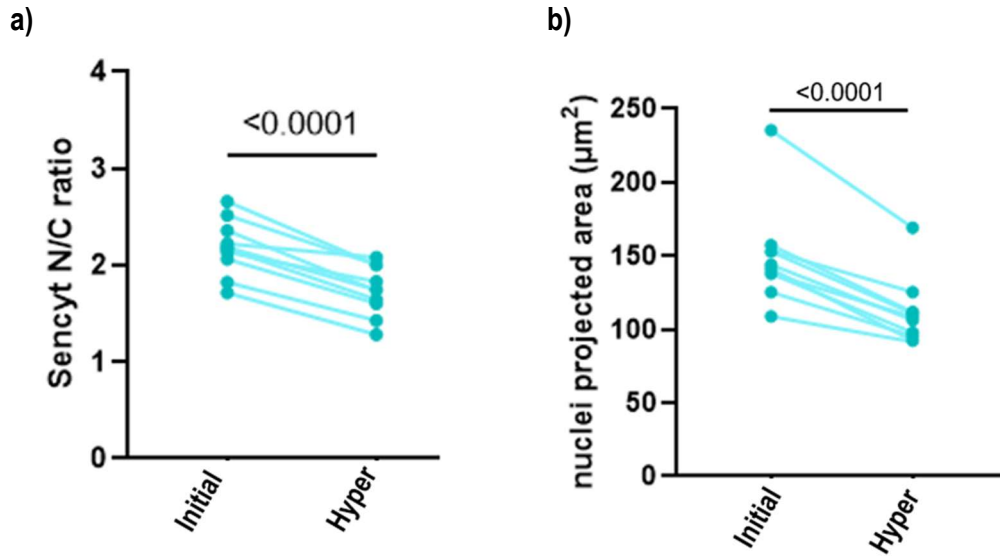 a)
Sencyt N/C ratio
4
3
2
1
0
<0.0001
Initial
Hyper
b)
nuclei projected area (µm²)
250
200
150
100
50
0
<0.0001
Initial
Hyper